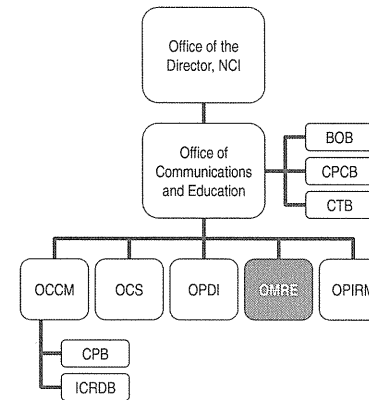 Office of the
Director, NCI
Office of
Communications
and Education
BOB
CPCB
CTB
OCCM
OCS
OPDI
OMRE
OPIRM
CPB
ICRDB